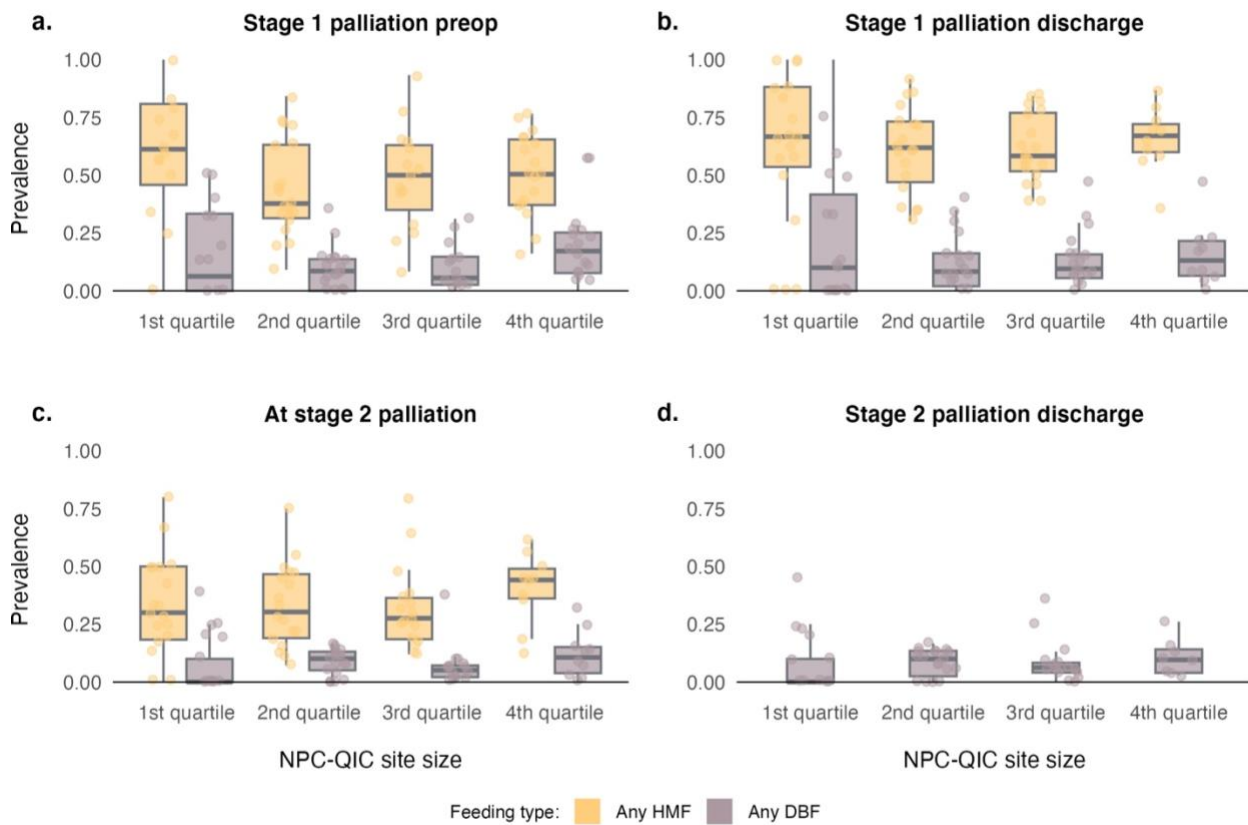 a. Stage 1 palliation preop
b. Stage 1 palliation discharge
Prevalence
1.00
0.75
0.50
0.25
0.00
1st quartile 2nd quartile 3rd quartile 4th quartile
1.00
0.75
0.50
0.25
0.00
1st quartile 2nd quartile 3rd quartile 4th quartile
c. At stage 2 palliation
d. Stage 2 palliation discharge
Prevalence
1.00
0.75
0.50
0.25
0.00
1st quartile 2nd quartile 3rd quartile 4th quartile
NPC-QIC site size
1.00
0.75
0.50
0.25
0.00
1st quartile 2nd quartile 3rd quartile 4th quartile
NPC-QIC site size
Feeding type: Any HMF Any DBF